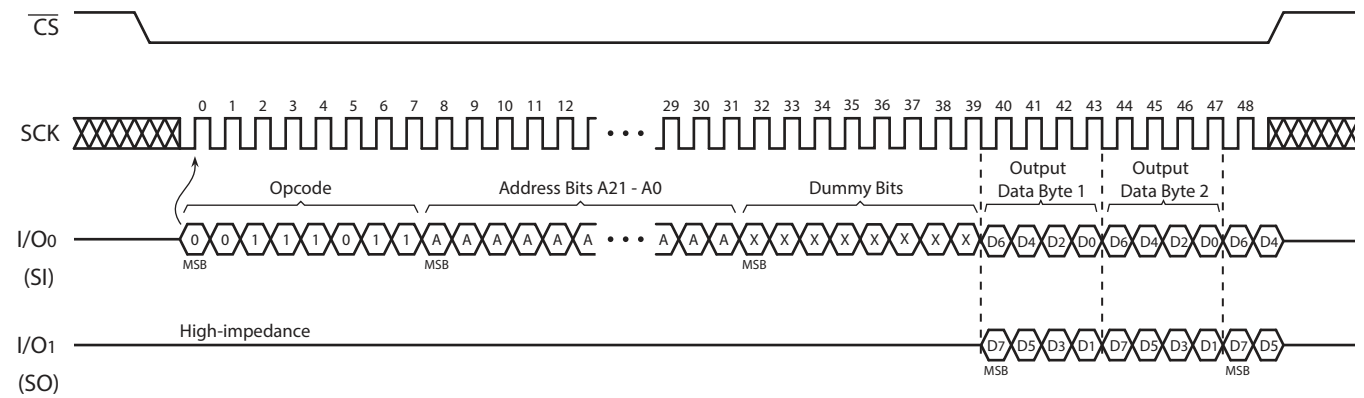 CS
0 1 2 3 4 5 6 7 8 9 10 11 12 29 30 31 32 33 34 35 36 37 38 39 40 41 42 43 44 45 46 47 48
SCK • • •
Opcode Address Bits A21 - A0 Dummy Bits Output Data Byte 1 Output Data Byte 2
I/O0 0 0 1 1 1 0 1 1 A A A A A A • • • A A A X X X X X X X X D6 D4 D2 D0 D6 D4 D2 D0 D6 D4
(SI) MSB MSB MSB
High-impedance
I/O1 D7 D5 D3 D1 D7 D5 D3 D1 D7 D5
(SO) MSB MSB